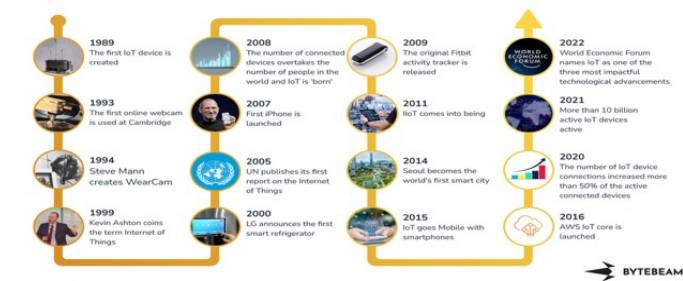 1989
The first IoT device is
created
1993
The first online webcam
is used at Cambridge
1994
Steve Mann
creates WearCam
1999
Kevin Ashton coins
the term Internet of
Things
2000
LG announces the first
smart refrigerator
2005
UN publishes its first
report on the Internet
of Things
2007
First iPhone is
launched
2008
The number of connected
devices overtakes the
number of people in the
world and IoT is 'born'
2009
The original Fitbit
activity tracker is
released
2011
IIoT comes into being
2014
Seoul becomes the
world's first smart city
2015
IoT goes Mobile with
smartphones
2016
AWS IoT core is
launched
2020
The number of IoT device
connections increased more
than 50% of the active
connected devices
2021
More than 10 billion
active IoT devices
active
WORLD
ECONOMIC
FORUM
2022
World Economic Forum
names IoT as one of the
three most impactful
technological advancements
BYTEBEAM